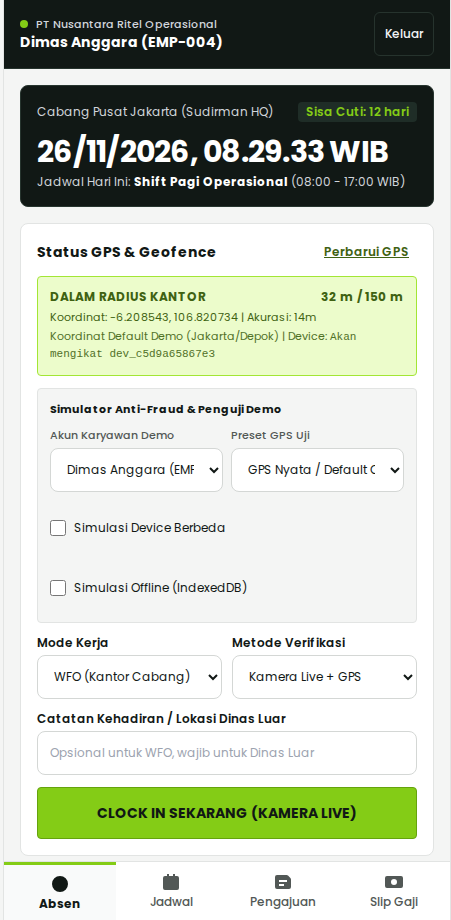 PT Nusantara Ritel Operasional
Dimas Anggara (EMP-004)
Keluar
Cabang Pusat Jakarta (Sudirman HQ)
Sisa Cuti: 12 hari
26/11/2026, 08.29.33 WIB
Jadwal Hari Ini: Shift Pagi Operasional (08:00 - 17:00 WIB)
Status GPS & Geofence
Perbarui GPS
DALAM RADIUS KANTOR
32 m / 150 m
Koordinat: -6.208543, 106.820734 | Akurasi: 14m
Koordinat Default Demo (Jakarta/Depok) | Device: Akan
mengikat dev_c5d9a65867e3
Simulator Anti-Fraud & Penguji Demo
Akun Karyawan Demo
Preset GPS Uji
Dimas Anggara (EMP
GPS Nyata / Default
Simulasi Device Berbeda
Simulasi Offline (IndexedDB)
Mode Kerja
Metode Verifikasi
WFO (Kantor Cabang)
Kamera Live + GPS
Catatan Kehadiran / Lokasi Dinas Luar
Opsional untuk WFO, wajib untuk Dinas Luar
CLOCK IN SEKARANG (KAMERA LIVE)
Absen
Jadwal
Pengajuan
Slip Gaji